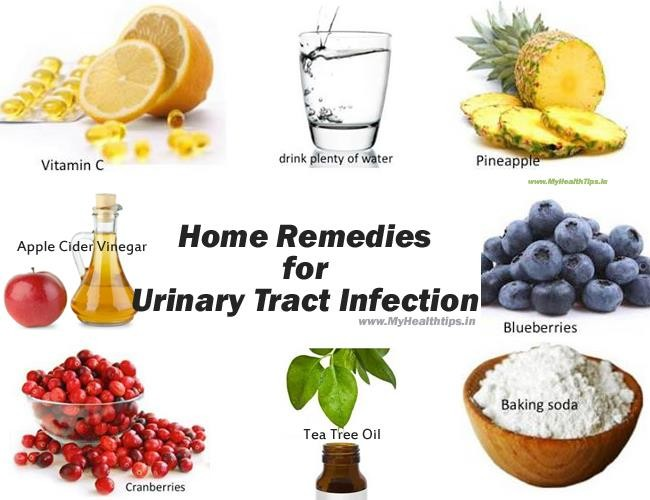 Vitamin C
drink plenty of water
Pineapple
www.MyHealthTips.in
Apple Cider Vinegar
Home Remedies
for
Urinary Tract Infection
www.MyHealthtips.in
Blueberries
Cranberries
Tea Tree Oil
Baking soda